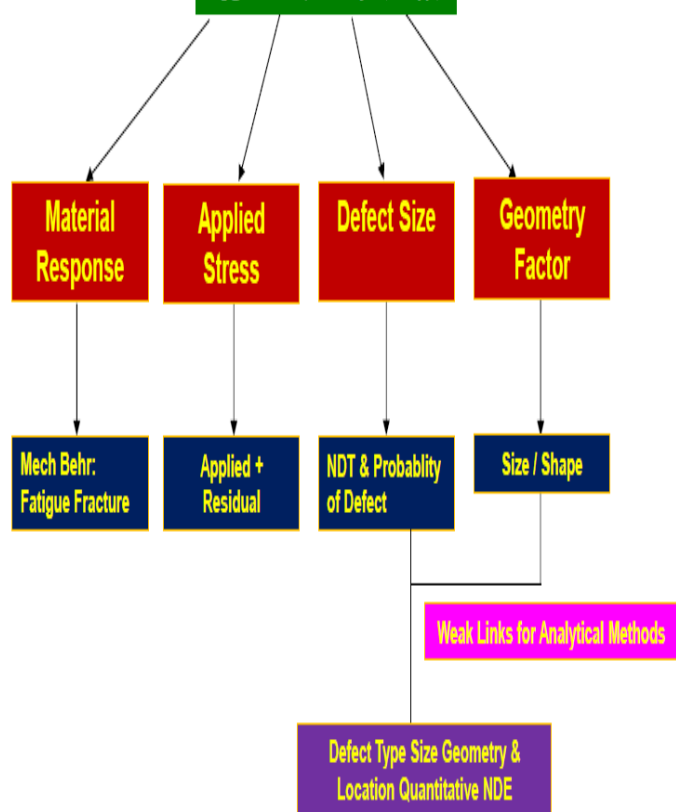 Material
Response
Applied
Stress
Defect Size
Geometry
Factor
Mech Behr:
Fatigue Fracture
Applied +
Residual
NDT & Probablity
of Defect
Size / Shape
Weak Links for Analytical Methods
Defect Type Size Geometry &
Location Quantitative NDE